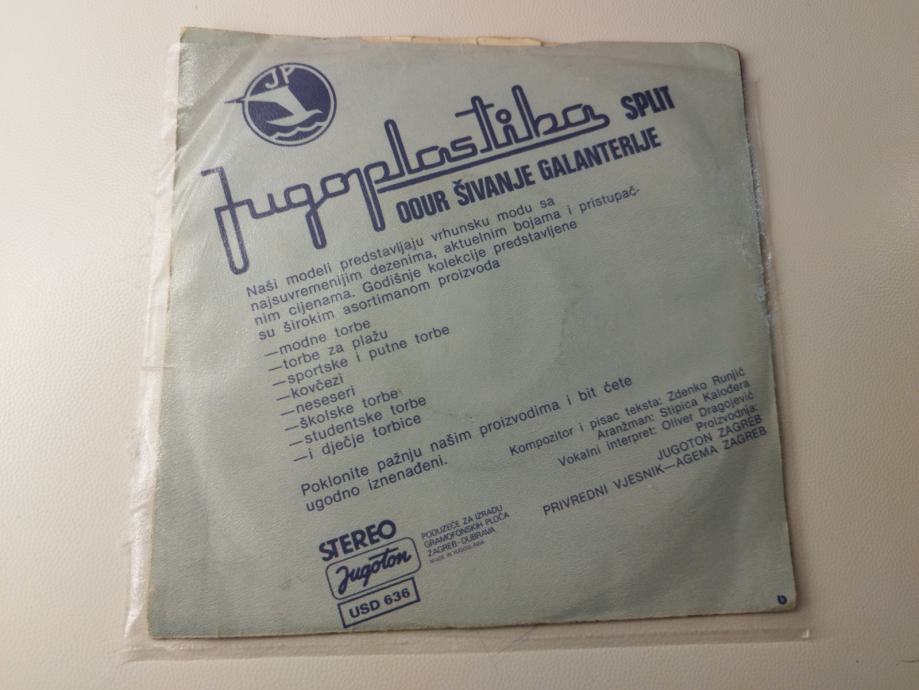 JP
Jugoplastika SPLIT
OOUR ŠIVANJE GALANTERIJE
Naši modeli predstavljaju vrhunsku modu sa
najsuvremenijim dezenima, aktuelnim bojama i pristupač-
nim cijenama. Godišnje kolekcije predstavljene
su širokim asortimanom proizvoda
—modne torbe
—torbe za plažu
—sportske i putne torbe
—kovčezi
—neseseri
—školske torbe
—studentske torbe
—i dječje torbice
Poklonite pažnju našim proizvodima i bit ćete
ugodno iznenađeni.
Kompozitor i pisac teksta: Zdenko Runjić
Aranžman: Stipica Kalođera
Vokalni interpret: Oliver Dragojević
Proizvodnja:
JUGOTON ZAGREB
PRIVREDNI VJESNIK—AGEMA ZAGREB
STEREO
Jugoton
USD 636
PODUZEĆE ZA IZRADU
GRAMOFONSKIH PLOČA
ZAGREB - DUBRAVA
MADE IN YUGOSLAVIA
b